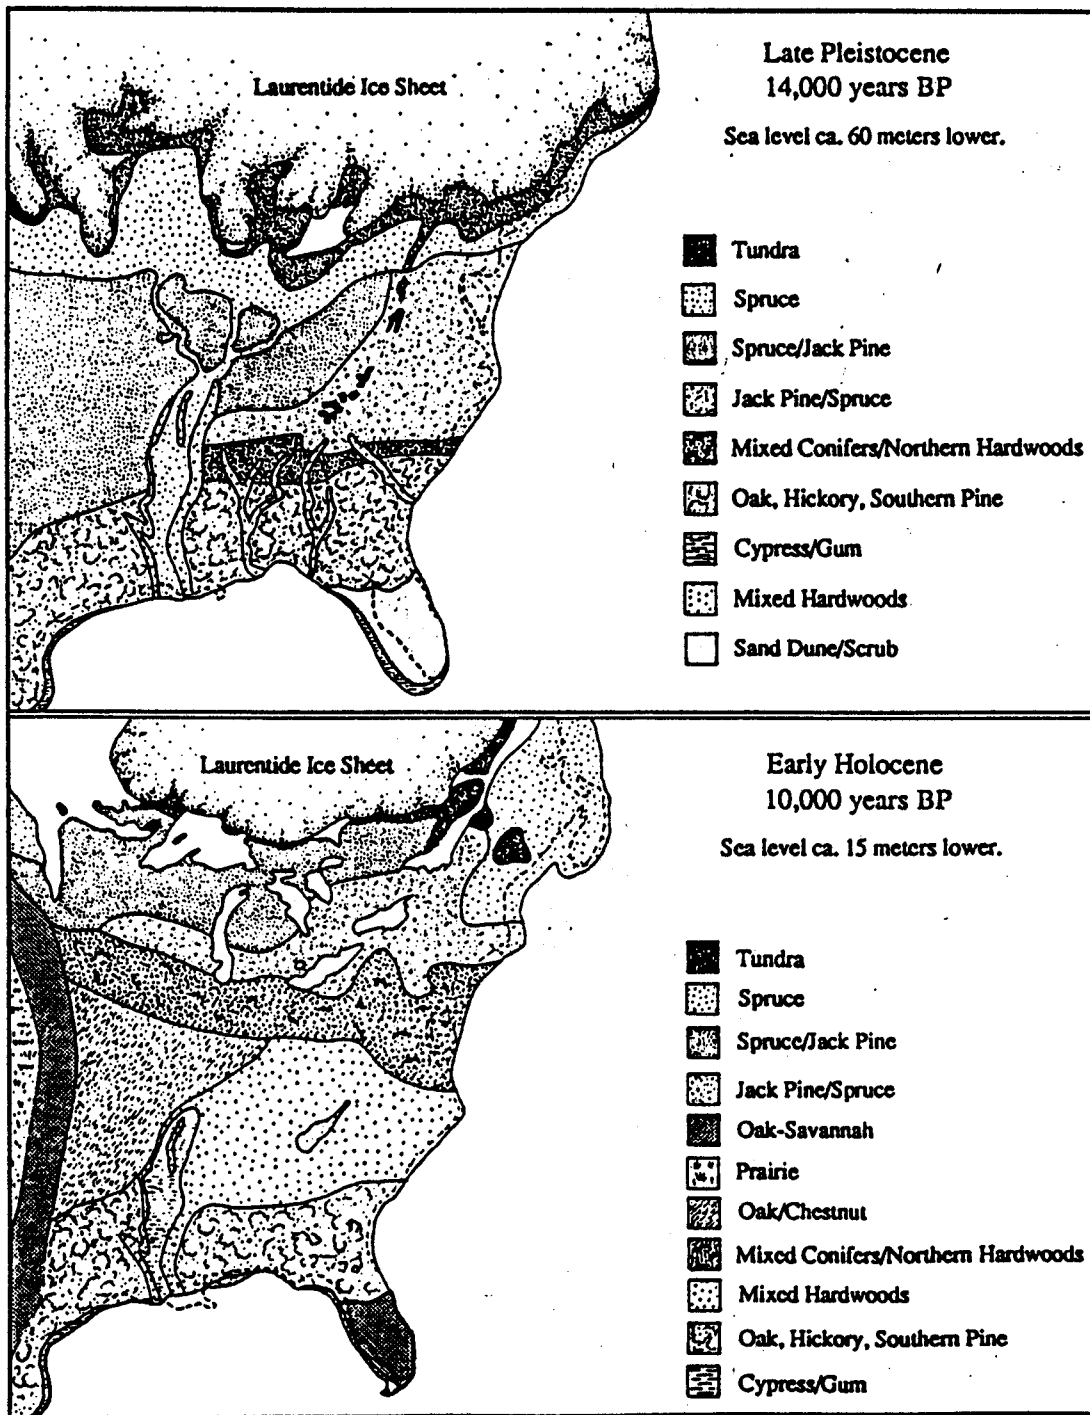 Laurentide Ice Sheet
Late Pleistocene
14,000 years BP
Sea level ca. 60 meters lower.
Tundra
Spruce
Spruce/Jack Pine
Jack Pine/Spruce
Mixed Conifers/Northern Hardwoods
Oak, Hickory, Southern Pine
Cypress/Gum
Mixed Hardwoods
Sand Dune/Scrub
Laurentide Ice Sheet
Early Holocene
10,000 years BP
Sea level ca. 15 meters lower.
Tundra
Spruce
Spruce/Jack Pine
Jack Pine/Spruce
Oak-Savannah
Prairie
Oak/Chestnut
Mixed Conifers/Northern Hardwoods
Mixed Hardwoods
Oak, Hickory, Southern Pine
Cypress/Gum